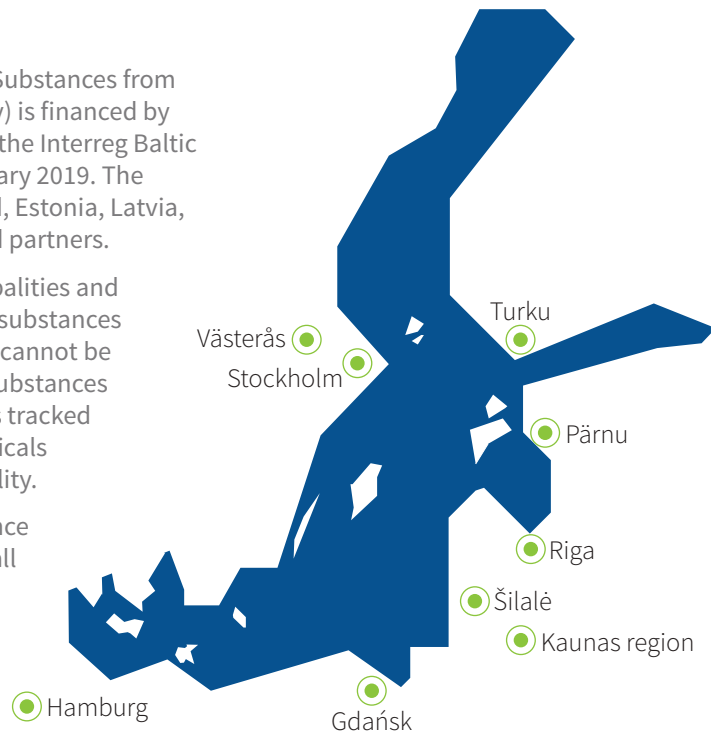 Substances from
) is financed by
the Interreg Baltic
ary 2019. The
, Estonia, Latvia,
partners.
palities and
substances
cannot be
ubstances
s tracked
icals
lity.
nce
all
Västerås
Stockholm
Turku
Pärnu
Riga
Šilalė
Kaunas region
Hamburg
Gdańsk